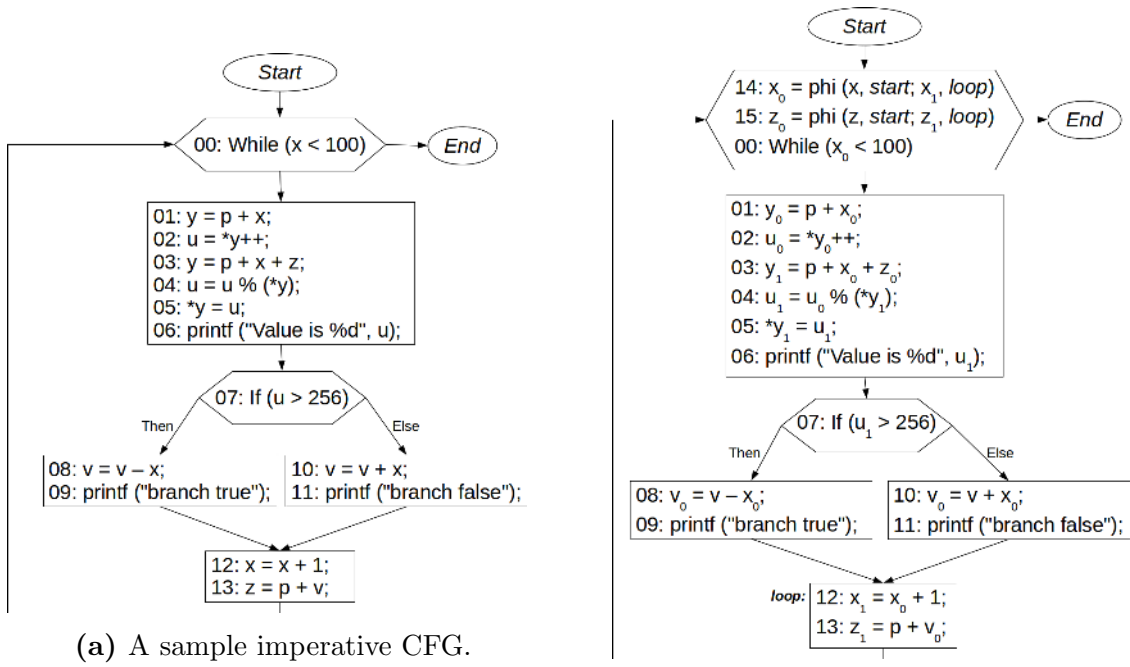 Start
00: While (x < 100)
End
01: y = p + x;
02: u = *y++;
03: y = p + x + z;
04: u = u % (*y);
05: *y = u;
06: printf ("Value is %d", u);
07: If (u > 256)
Then
Else
08: v = v – x;
09: printf ("branch true");
10: v = v + x;
11: printf ("branch false");
12: x = x + 1;
13: z = p + v;
(a) A sample imperative CFG.
Start
14: x₀ = phi (x, start; x₁, loop)
15: z₀ = phi (z, start; z₁, loop)
00: While (x₀ < 100)
End
01: y₀ = p + x₀;
02: u₀ = *y₀++;
03: y₁ = p + x₀ + z₀;
04: u₁ = u₀ % (*y₁);
05: *y₁ = u₁;
06: printf ("Value is %d", u₁);
07: If (u₁ > 256)
Then
Else
08: v₀ = v – x₀;
09: printf ("branch true");
10: v₀ = v + x₀;
11: printf ("branch false");
loop:
12: x₁ = x₀ + 1;
13: z₁ = p + v₀;